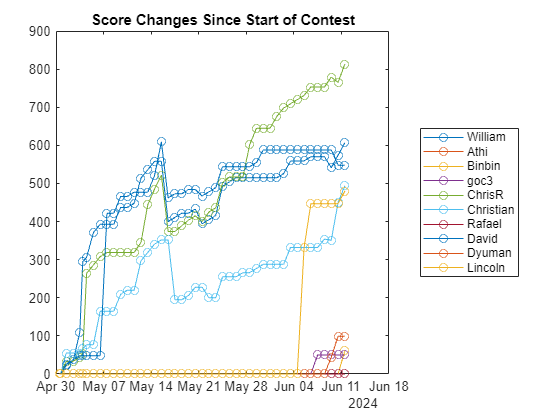 Score Changes Since Start of Contest
900
800
700
600
500
400
300
200
100
0
Apr 30 May 07 May 14 May 21 May 28 Jun 04 Jun 11 Jun 18
2024
William
Athi
Binbin
goc3
ChrisR
Christian
Rafael
David
Dyuman
Lincoln